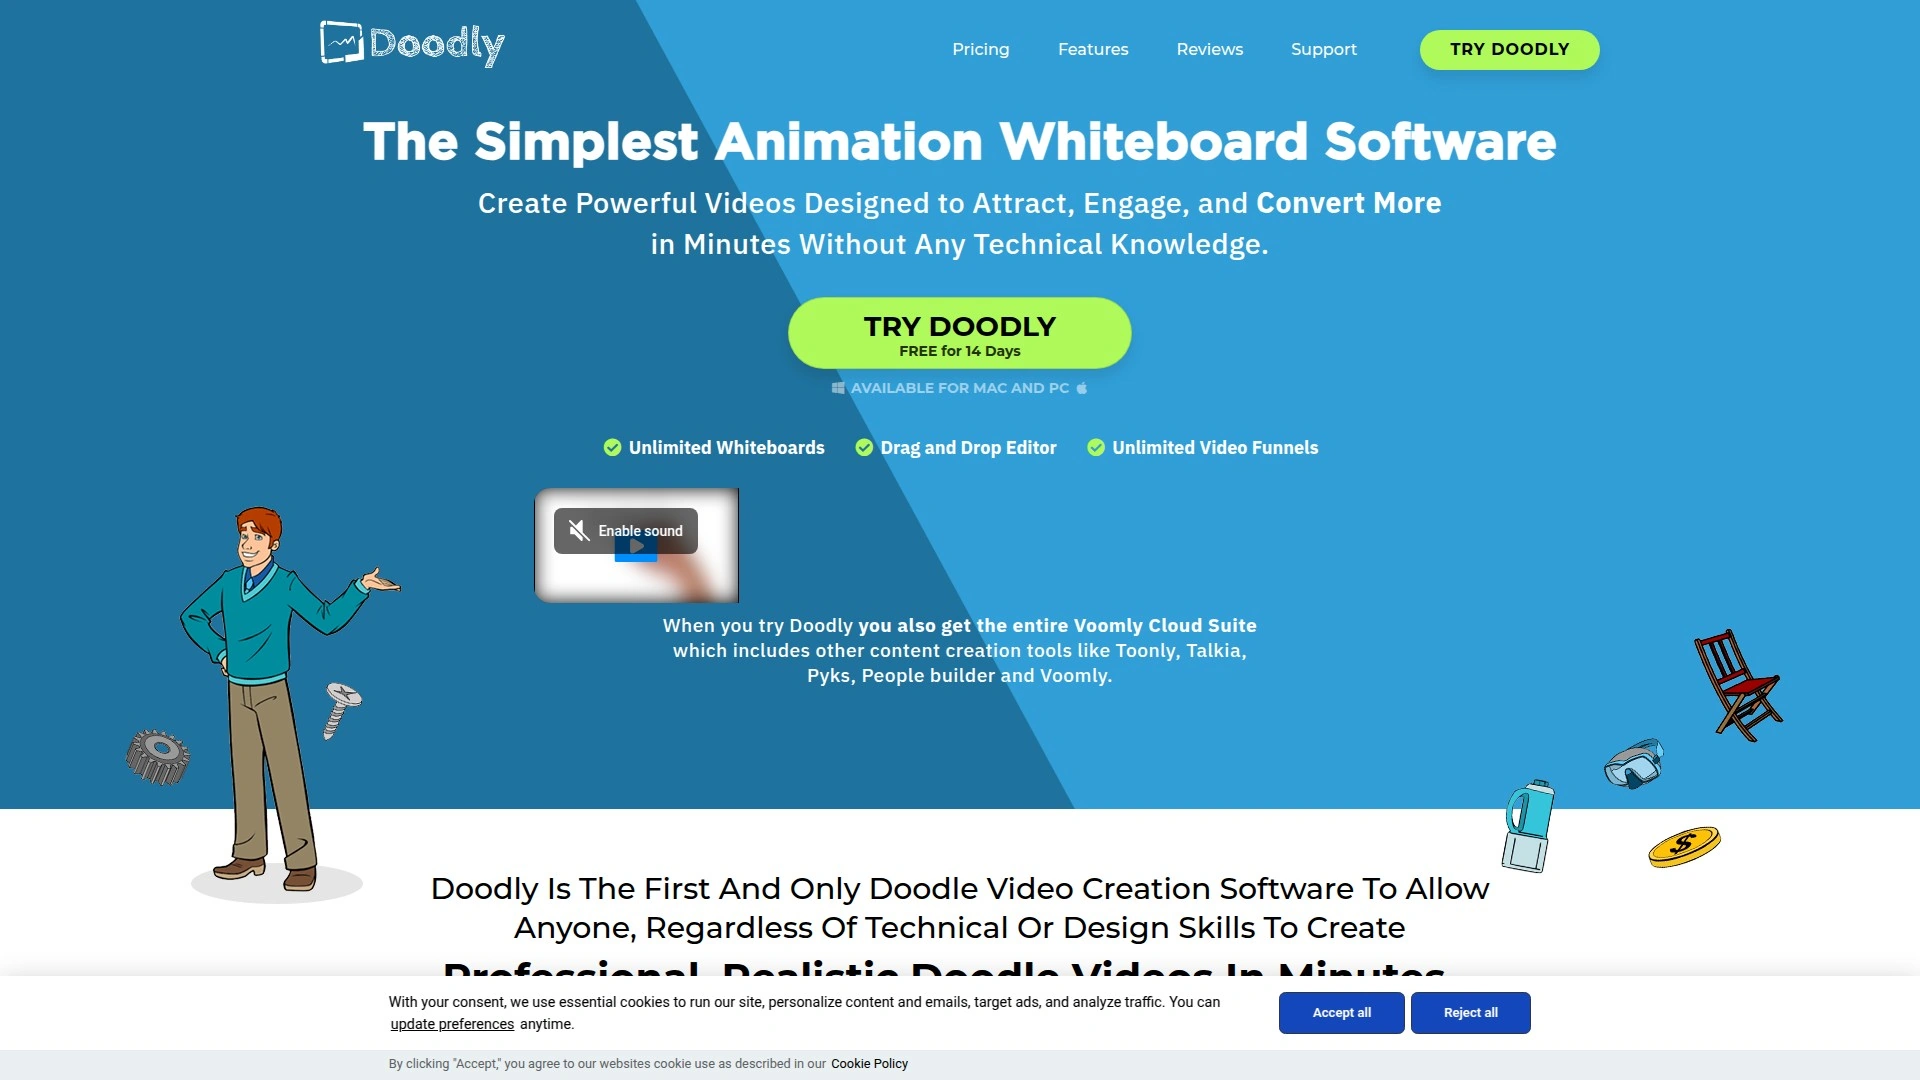 Doodly
Pricing
Features
Reviews
Support
TRY DOODLY
The Simplest Animation Whiteboard Software
Create Powerful Videos Designed to Attract, Engage, and Convert More
in Minutes Without Any Technical Knowledge.
TRY DOODLY
FREE for 14 Days
AVAILABLE FOR MAC AND PC
Unlimited Whiteboards
Drag and Drop Editor
Unlimited Video Funnels
Enable sound
When you try Doodly you also get the entire Voomly Cloud Suite
which includes other content creation tools like Toonly, Talkia,
Pyks, People builder and Voomly.
$
Doodly Is The First And Only Doodle Video Creation Software To Allow
Anyone, Regardless Of Technical Or Design Skills To Create
Professional, Realistic Doodle Videos In Minutes
With your consent, we use essential cookies to run our site, personalize content and emails, target ads, and analyze traffic. You can
update preferences anytime.
Accept all
Reject all
By clicking "Accept," you agree to our websites cookie use as described in our Cookie Policy